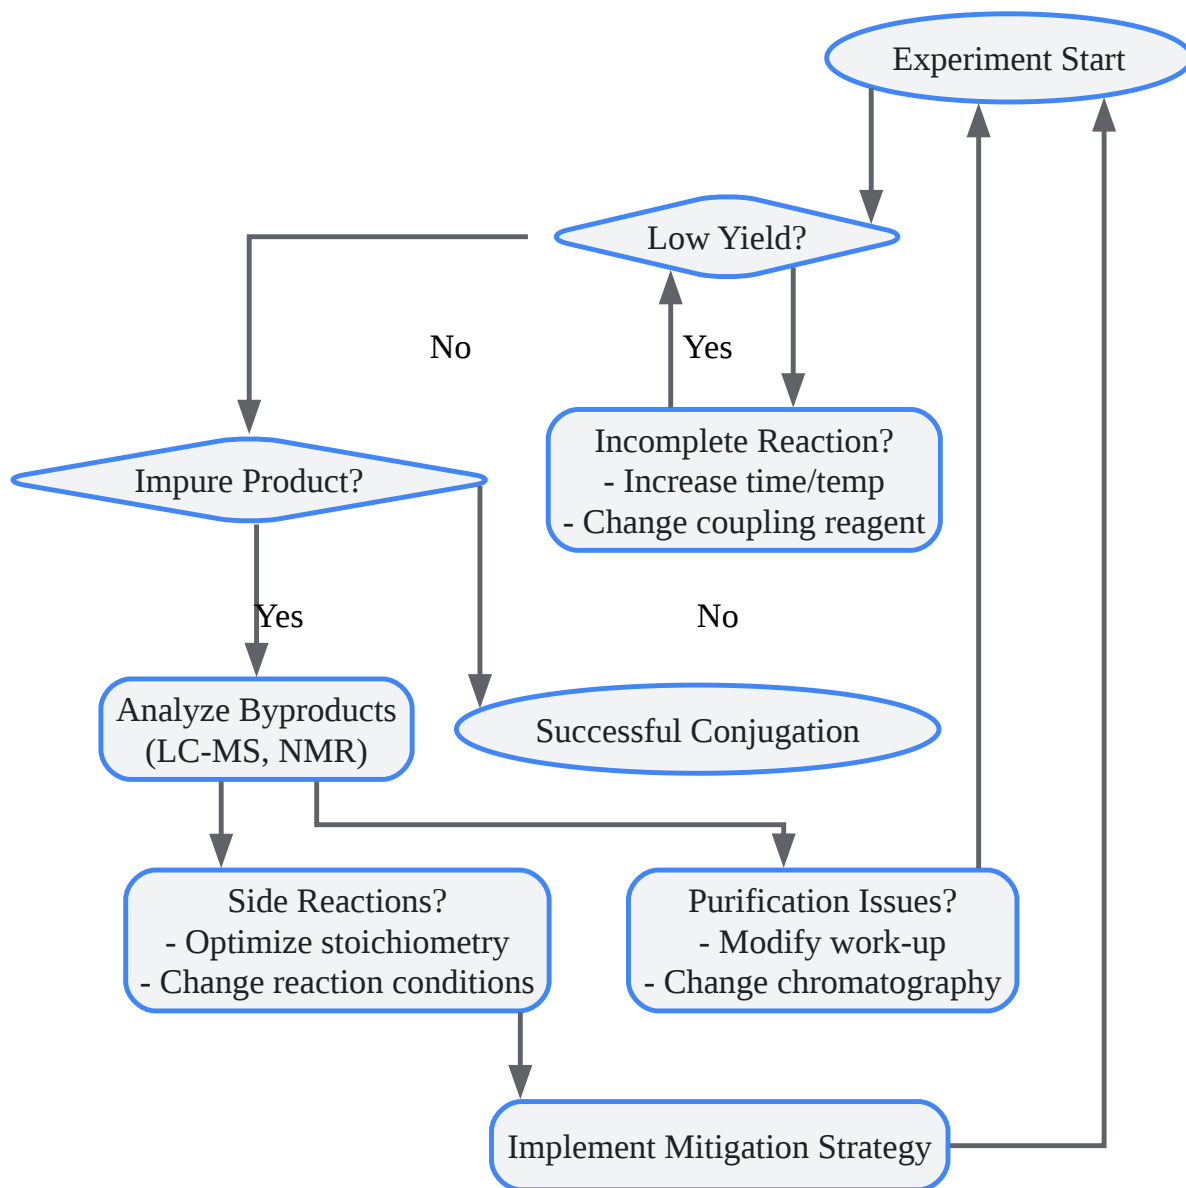 Experiment Start
Low Yield?
No
Yes
Incomplete Reaction?
- Increase time/temp
- Change coupling reagent
Impure Product?
Yes
No
Analyze Byproducts
(LC-MS, NMR)
Successful Conjugation
Side Reactions?
- Optimize stoichiometry
- Change reaction conditions
Purification Issues?
- Modify work-up
- Change chromatography
Implement Mitigation Strategy